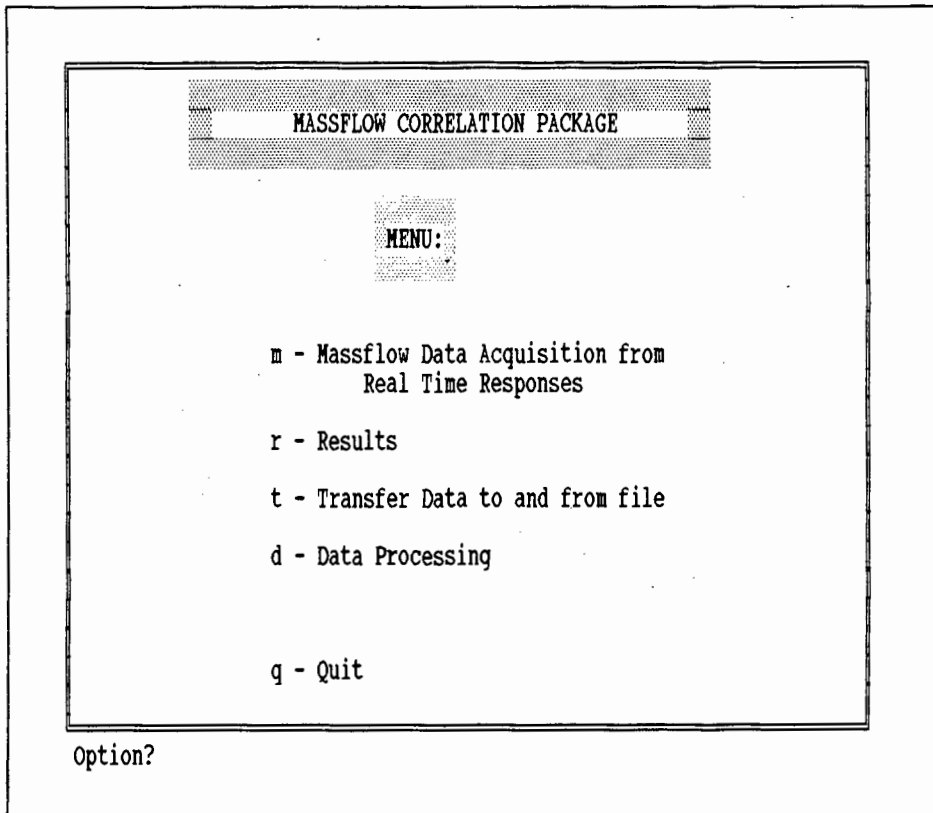 MASSFLOW CORRELATION PACKAGE
MENU:
m - Massflow Data Acquisition from
Real Time Responses
r - Results
t - Transfer Data to and from file
d - Data Processing
q - Quit
Option?